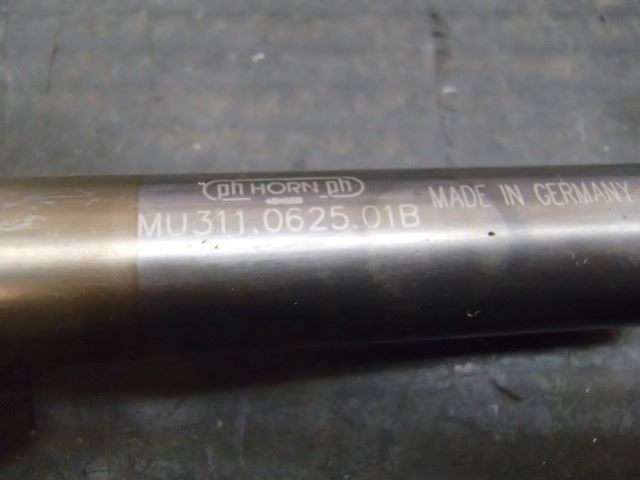 ph HORN ph
MU311.0625.01B
MADE IN GERMANY